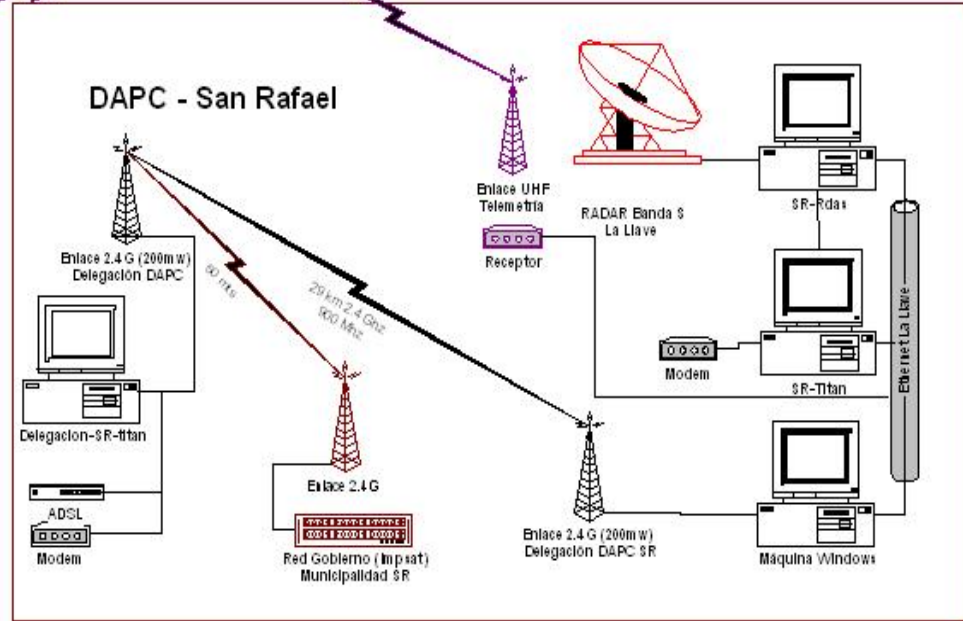 DAPC - San Rafael
Enlace UHF
Telemetría
Receptor
RADAR Banda S
La Llave
SR-Rdas
Enlace 2.4 G (200mw)
Delegación DAPC
60 mts
29 km 2.4 Ghz
900 Mhz
Modem
SR-Titan
Ethernet La Llave
Delegacion-SR-titan
Enlace 2.4 G
ADSL
Modem
Red Gobierno (Impsat)
Municipalidad SR
Enlace 2.4 G (200mw)
Delegación DAPC SR
Máquina Windows